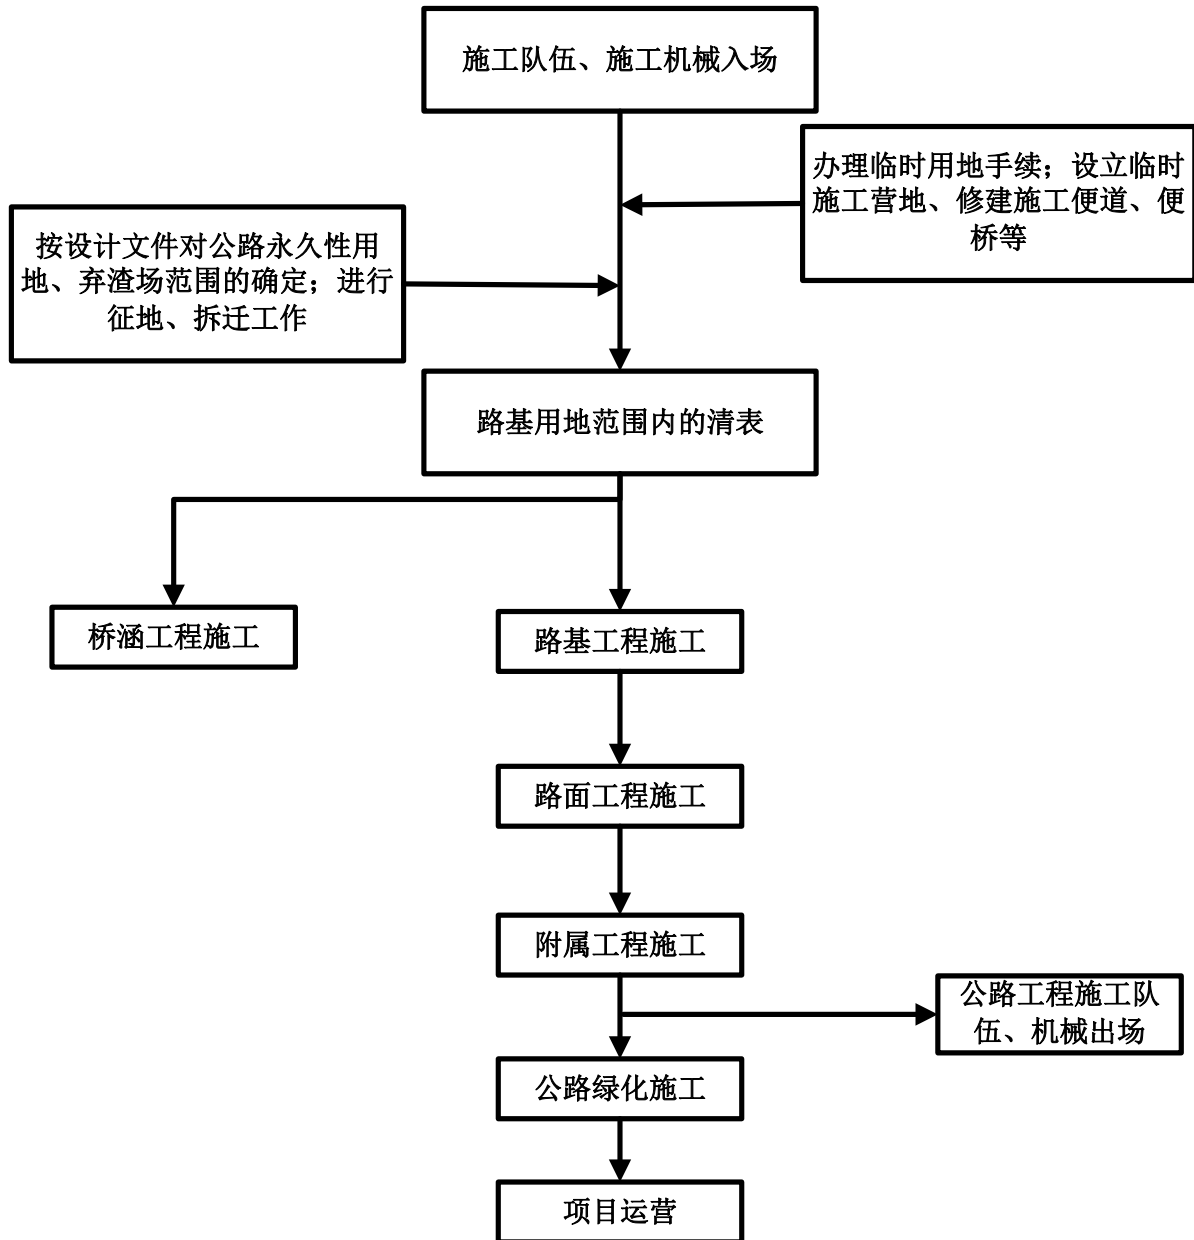 施工队伍、施工机械入场
办理临时用地手续；设立临时
施工营地、修建施工便道、便
桥等
按设计文件对公路永久性用
地、弃渣场范围的确定；进行
征地、拆迁工作
路基用地范围内的清表
桥涵工程施工
路基工程施工
路面工程施工
附属工程施工
公路工程施工队
伍、机械出场
公路绿化施工
项目运营